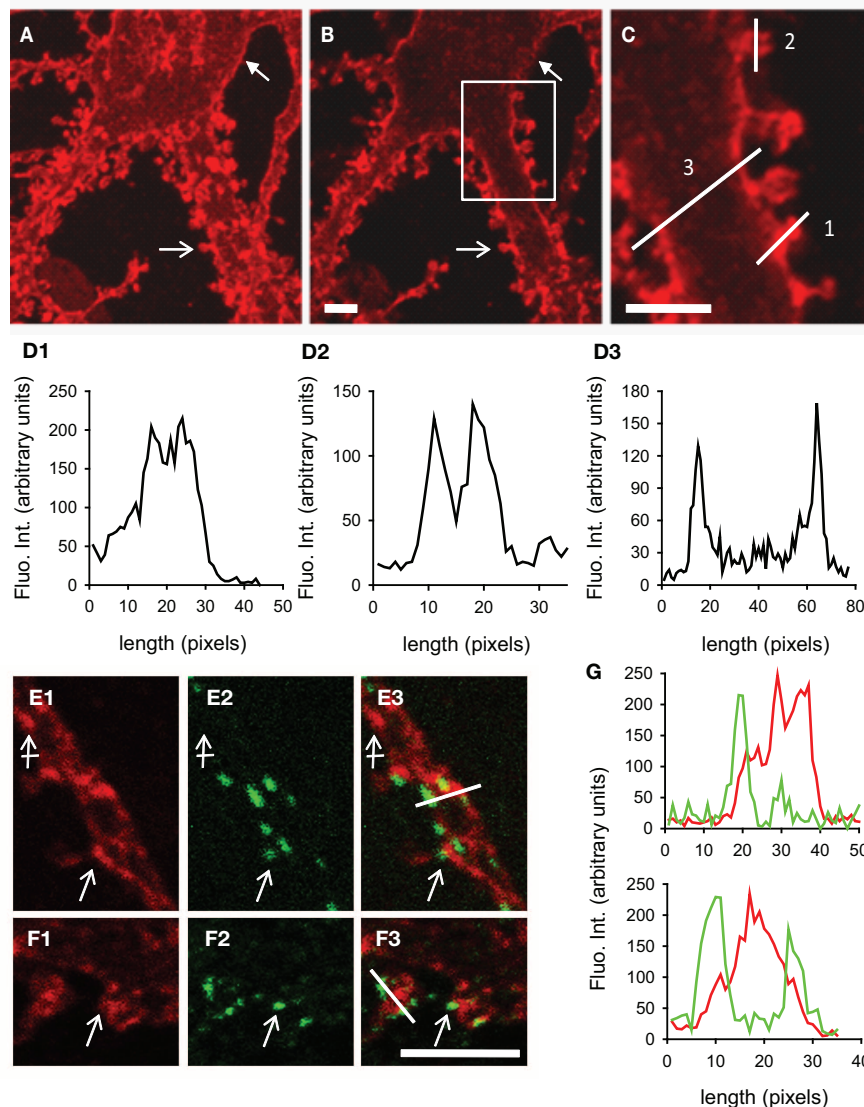 A
B
C
2
3
1
D1
D2
D3
Fluo. Int. (arbitrary units)
250
200
150
100
50
0
0 10 20 30 40 50
length (pixels)
Fluo. Int. (arbitrary units)
150
100
50
0
0 10 20 30
length (pixels)
Fluo. Int. (arbitrary units)
180
150
120
90
60
30
0
0 20 40 60 80
length (pixels)
E1
E2
E3
F1
F2
F3
G
Fluo. Int. (arbitrary units)
250
200
150
100
50
0
0 10 20 30 40 50
250
200
150
100
50
0
0 10 20 30 40
length (pixels)